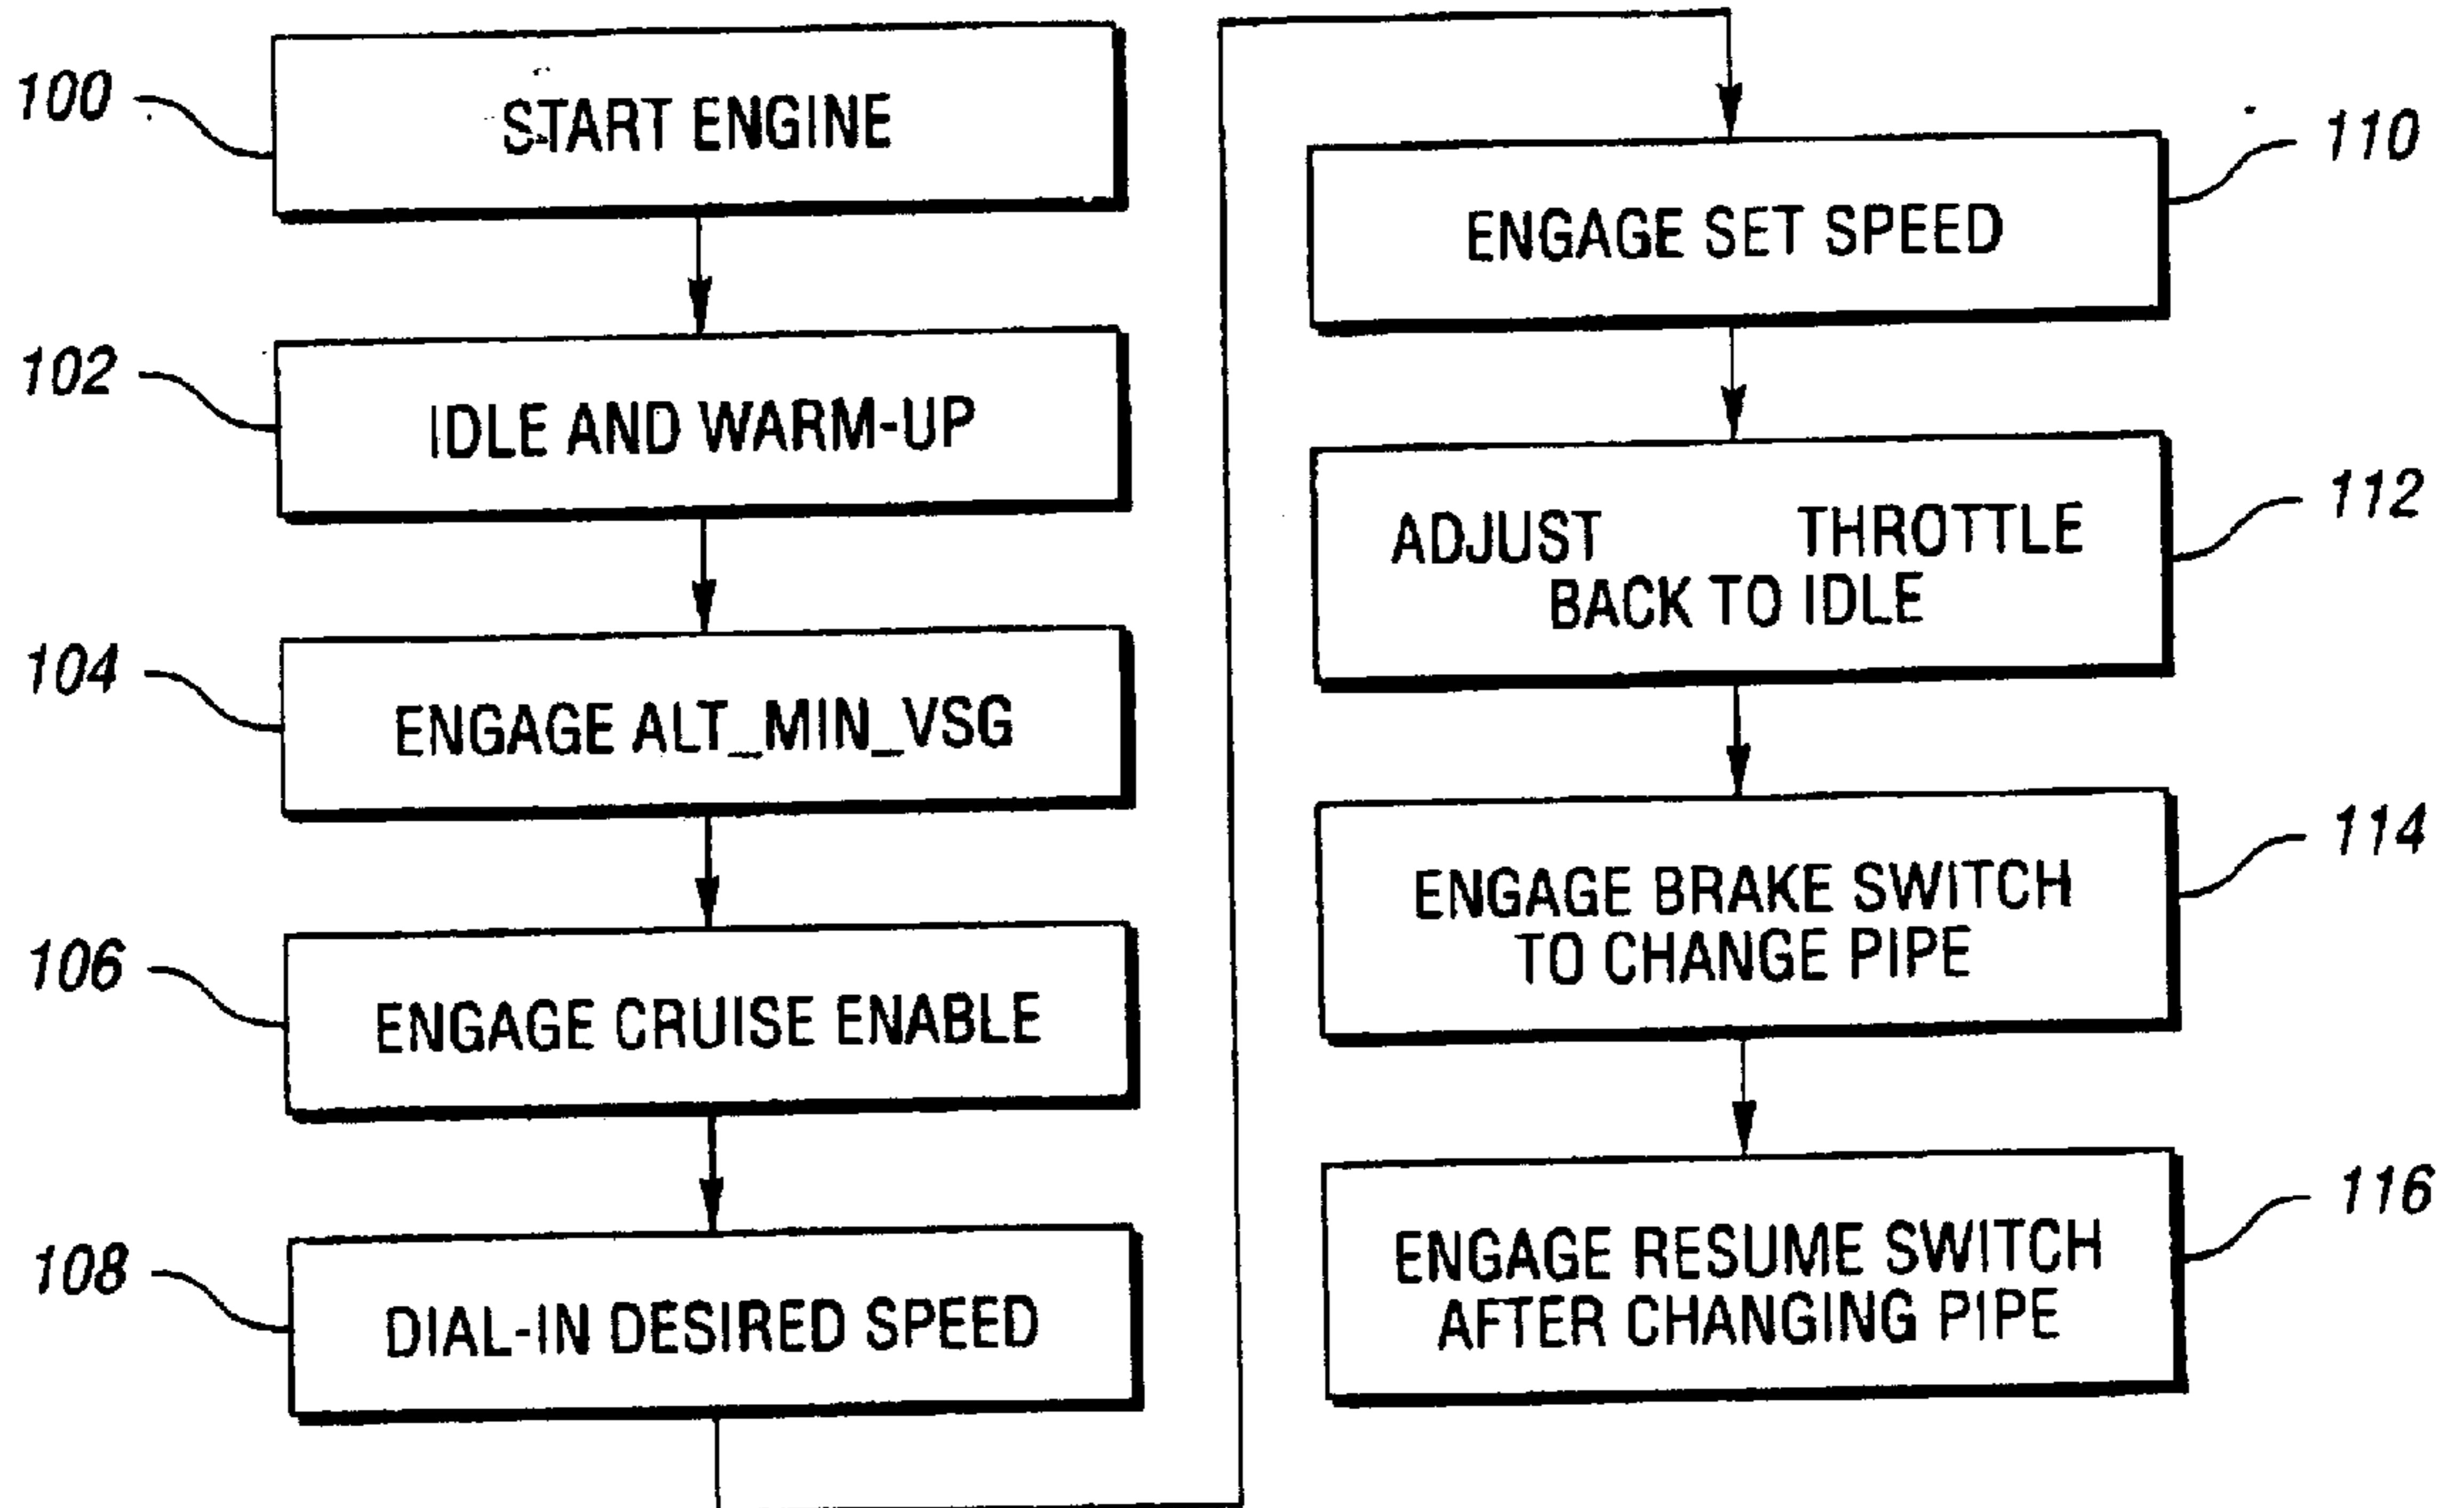 100
START ENGINE
102
IDLE AND WARM-UP
104
ENGAGE ALT_MIN_VSG
106
ENGAGE CRUISE ENABLE
108
DIAL-IN DESIRED SPEED
110
ENGAGE SET SPEED
112
ADJUST THROTTLE
BACK TO IDLE
114
ENGAGE BRAKE SWITCH
TO CHANGE PIPE
116
ENGAGE RESUME SWITCH
AFTER CHANGING PIPE